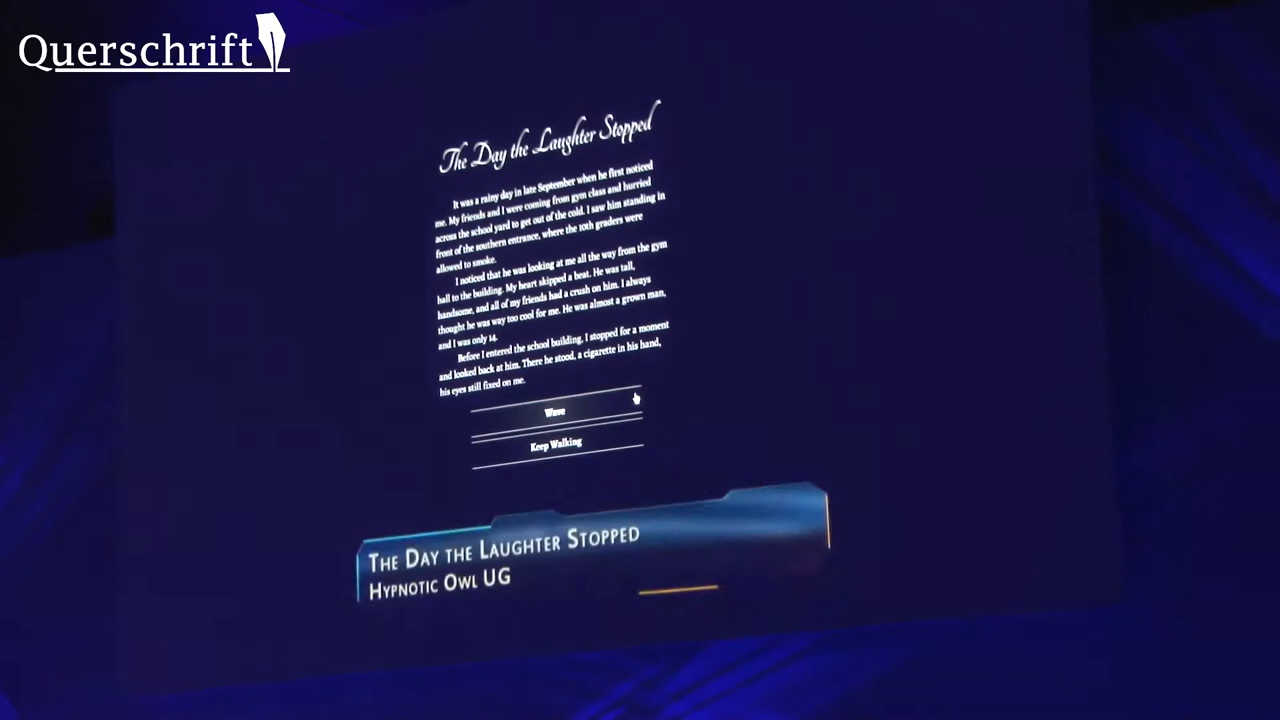 Querschrift
The Day the Laughter Stopped
It was a rainy day in late September when he first noticed
me. My friends and I were coming from gym class and hurried
across the school yard to get out of the cold. I saw him standing in
front of the southern entrance, where the 10th graders were
allowed to smoke.
I noticed that he was looking at me all the way from the gym
hall to the building. My heart skipped a beat. He was tall,
handsome, and all of my friends had a crush on him. I always
thought he was way too cool for me. He was almost a grown man,
and I was only 14.
Before I entered the school building, I stopped for a moment
and looked back at him. There he stood, a cigarette in his hand,
his eyes still fixed on me.
Wave
Keep Walking
The Day the Laughter Stopped
Hypnotic Owl UG